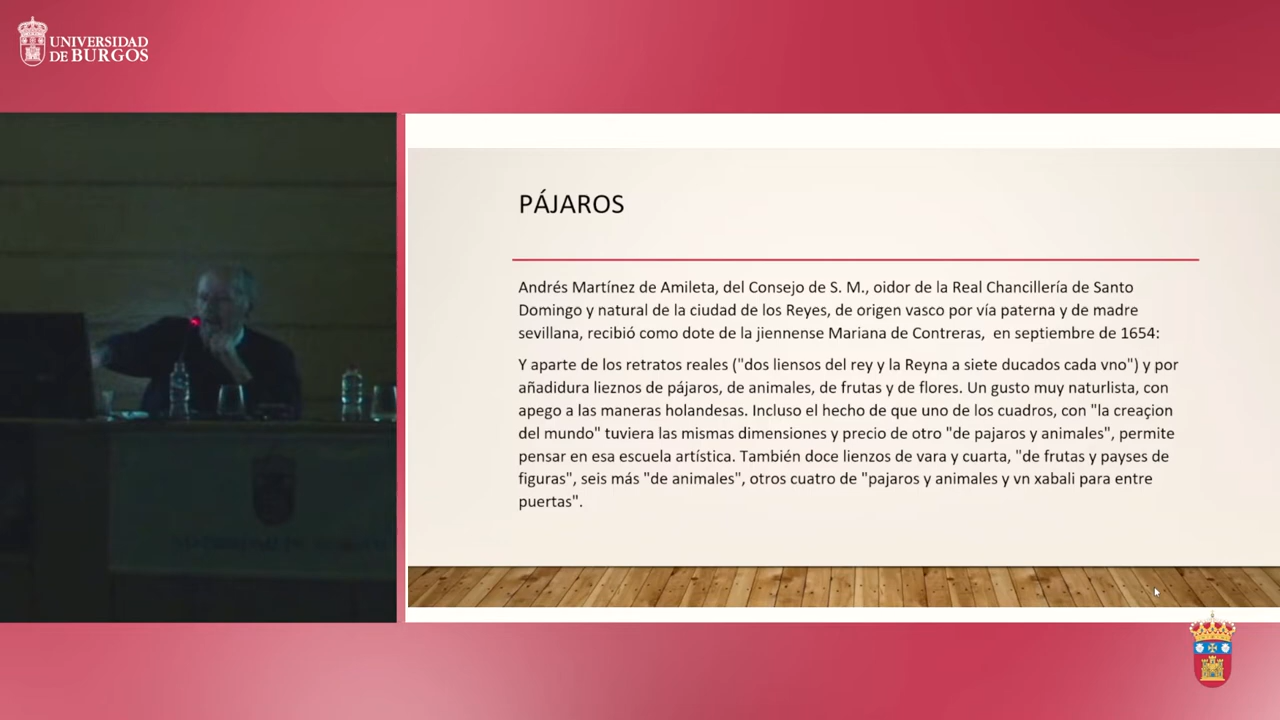 UNIVERSIDAD
DE BURGOS
PÁJAROS
Andrés Martínez de Amileta, del Consejo de S. M., oidor de la Real Chancillería de Santo
Domingo y natural de la ciudad de los Reyes, de origen vasco por vía paterna y de madre
sevillana, recibió como dote de la jiennense Mariana de Contreras, en septiembre de 1654:
Y aparte de los retratos reales ("dos liensos del rey y la Reyna a siete ducados cada vno") y por
añadidura lieznos de pájaros, de animales, de frutas y de flores. Un gusto muy naturlista, con
apego a las maneras holandesas. Incluso el hecho de que uno de los cuadros, con "la creaçion
del mundo" tuviera las mismas dimensiones y precio de otro "de pajaros y animales", permite
pensar en esa escuela artística. También doce lienzos de vara y cuarta, "de frutas y payses de
figuras", seis más "de animales", otros cuatro de "pajaros y animales y vn xabali para entre
puertas".